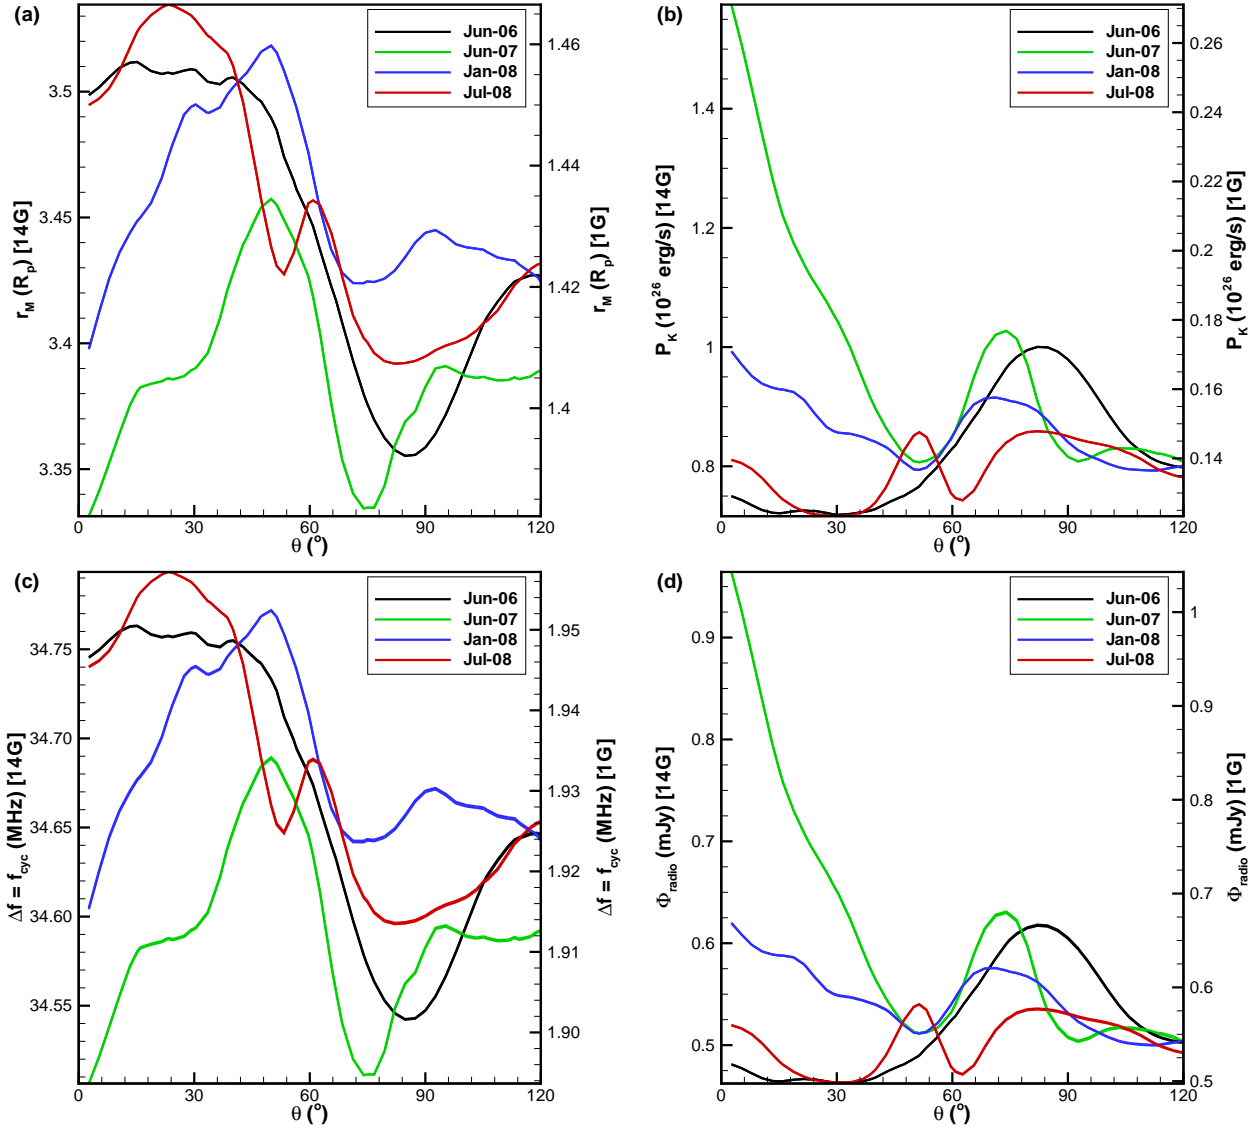 (a)
Jun-06
Jun-07
Jan-08
Jul-08
3.5
3.45
3.4
3.35
r_M (R_p) [14G]
1.46
1.44
1.42
1.4
r_M (R_p) [1G]
0 30 60 90 120
θ (°)
(b)
Jun-06
Jun-07
Jan-08
Jul-08
1.4
1.2
1
0.8
P_K (10^26 erg/s) [14G]
0.26
0.24
0.22
0.2
0.18
0.16
0.14
P_K (10^26 erg/s) [1G]
0 30 60 90 120
θ (°)
(c)
Jun-06
Jun-07
Jan-08
Jul-08
34.75
34.70
34.65
34.60
34.55
Δf = f_cyc (MHz) [14G]
1.95
1.94
1.93
1.92
1.91
1.90
Δf = f_cyc (MHz) [1G]
0 30 60 90 120
θ (°)
(d)
Jun-06
Jun-07
Jan-08
Jul-08
0.9
0.8
0.7
0.6
0.5
Φ_radio (mJy) [14G]
1
0.9
0.8
0.7
0.6
0.5
Φ_radio (mJy) [1G]
0 30 60 90 120
θ (°)